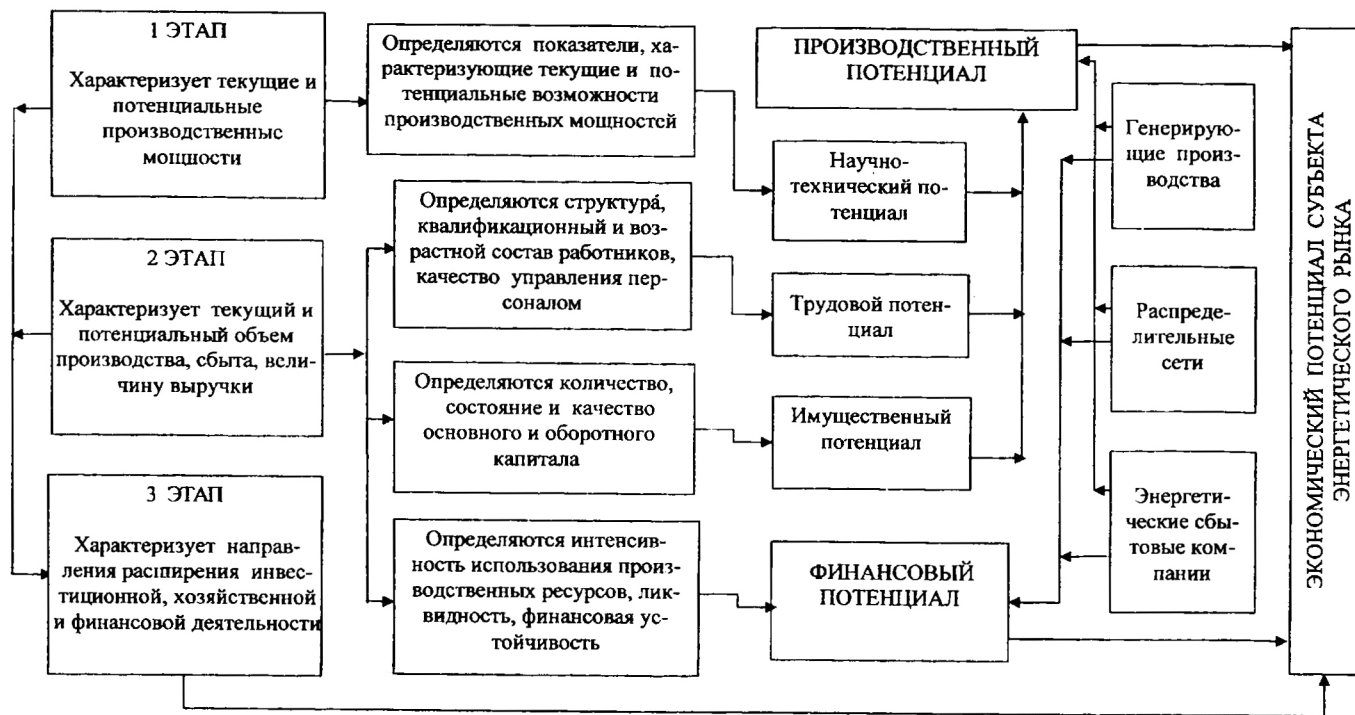 1 ЭТАП
Характеризует текущие и
потенциальные
производственные
мощности
2 ЭТАП
Характеризует текущий и
потенциальный объем
производства, сбыта, вели-
чину выручки
3 ЭТАП
Характеризует направ-
ления расширения инвес-
тиционной, хозяйственной
и финансовой деятельности
Определяются показатели, ха-
рактеризующие текущие и по-
тенциальные возможности
производственных мощностей
Определяются структура,
квалификационный и воз-
растной состав работников,
качество управления пер-
соналом
Определяются количество,
состояние и качество
основного и оборотного
капитала
Определяются интенсив-
ность использования произ-
водственных ресурсов, лик-
видность, финансовая ус-
тойчивость
ПРОИЗВОДСТВЕННЫЙ
ПОТЕНЦИАЛ
Научно-
технический по-
тенциал
Трудовой потен-
циал
Имущественный
потенциал
ФИНАНСОВЫЙ
ПОТЕНЦИАЛ
Генерирую-
щие произ-
водства
Распреде-
лительные
сети
Энергети-
ческие сбы-
товые ком-
пании
ЭКОНОМИЧЕСКИЙ ПОТЕНЦИАЛ СУБЪЕКТА
ЭНЕРГЕТИЧЕСКОГО РЫНКА